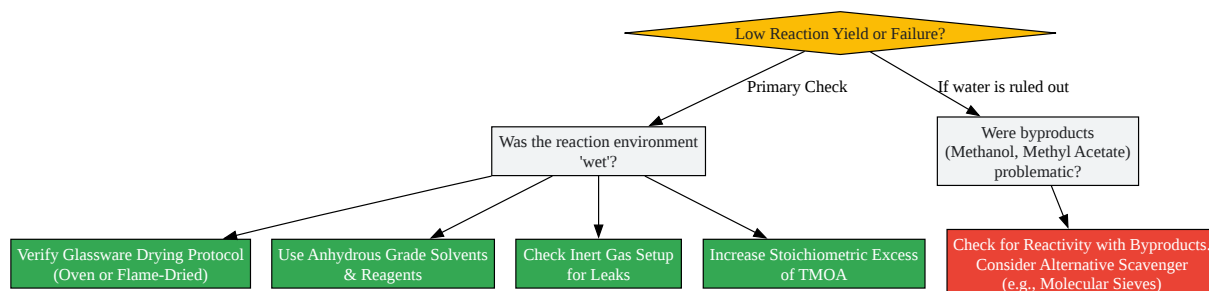 Low Reaction Yield or Failure?
Primary Check
If water is ruled out
Was the reaction environment
'wet'?
Were byproducts
(Methanol, Methyl Acetate)
problematic?
Verify Glassware Drying Protocol
(Oven or Flame-Dried)
Use Anhydrous Grade Solvents
& Reagents
Check Inert Gas Setup
for Leaks
Increase Stoichiometric Excess
of TMOA
Check for Reactivity with Byproducts.
Consider Alternative Scavenger
(e.g., Molecular Sieves)